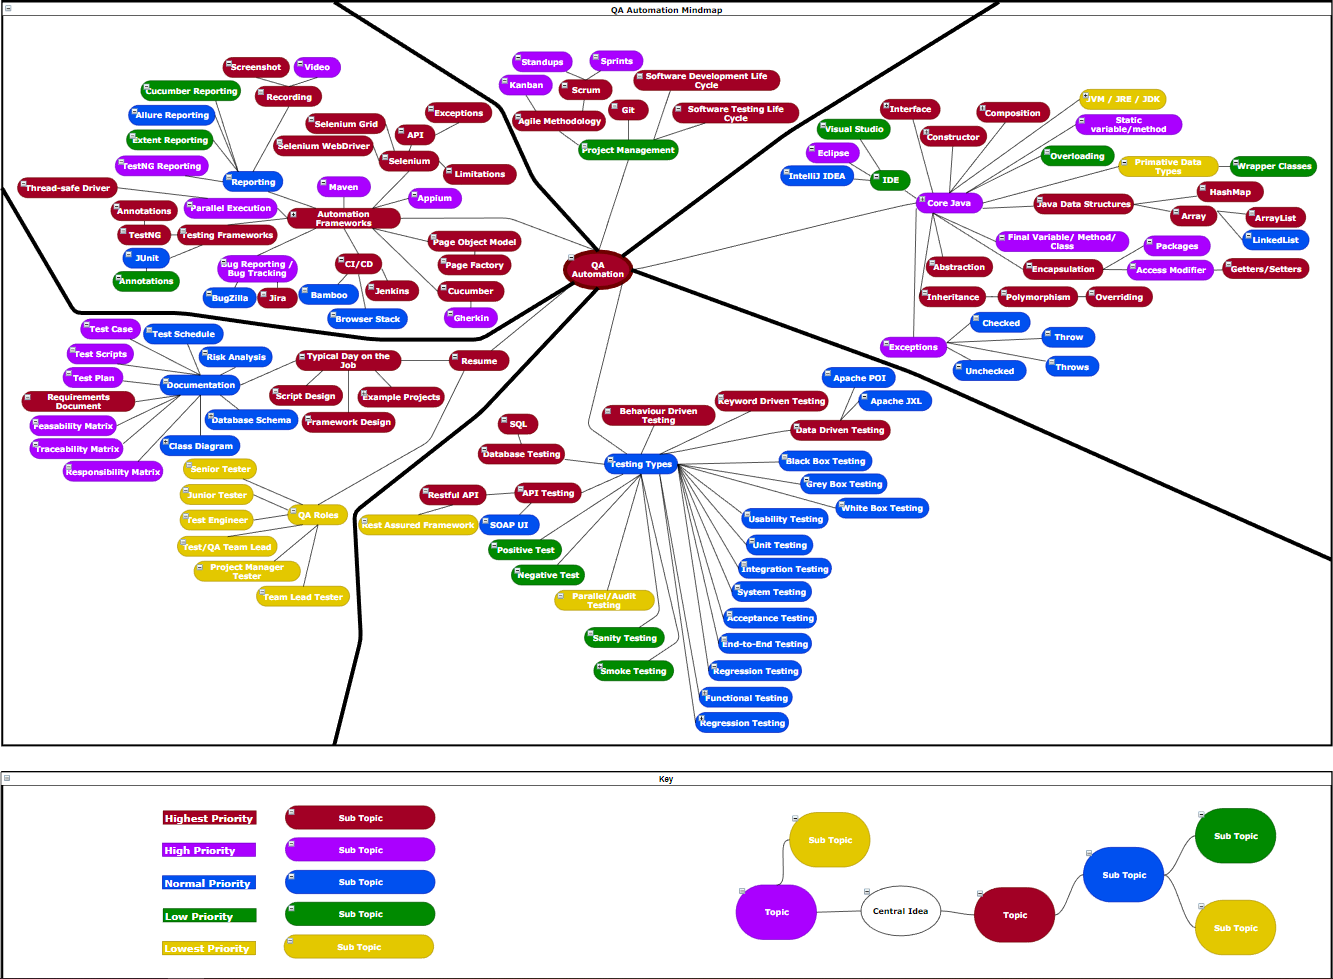 QA Automation Mindmap
Screenshot
Video
Cucumber Reporting
Recording
Allure Reporting
Extent Reporting
TestNG Reporting
Reporting
Thread-safe Driver
Parallel Execution
Exceptions
Selenium Grid
API
Selenium WebDriver
Selenium
Limitations
Maven
Appium
Automation
Frameworks
Annotations
TestNG
Testing Frameworks
JUnit
Annotations
Bug Reporting /
Bug Tracking
BugZilla
Jira
CI/CD
Bamboo
Jenkins
Browser Stack
Page Object Model
Page Factory
Cucumber
Gherkin
Standups
Sprints
Kanban
Scrum
Software Development Life
Cycle
Git
Software Testing Life
Cycle
Agile Methodology
Project Management
QA
Automation
Interface
Composition
Constructor
JVM / JRE / JDK
Static
variable/method
Visual Studio
Eclipse
IntelliJ IDEA
IDE
Overloading
Primative Data
Types
Wrapper Classes
Core Java
Java Data Structures
HashMap
Array
ArrayList
LinkedList
Final Variable/ Method/
Class
Packages
Abstraction
Encapsulation
Access Modifier
Getters/Setters
Inheritance
Polymorphism
Overriding
Exceptions
Checked
Throw
Unchecked
Throws
Test Case
Test Schedule
Test Scripts
Risk Analysis
Test Plan
Documentation
Requirements
Document
Feasability Matrix
Database Schema
Traceability Matrix
Class Diagram
Responsibility Matrix
Typical Day on the
Job
Resume
Script Design
Example Projects
Framework Design
Senior Tester
Junior Tester
QA Roles
Test Engineer
Test/QA Team Lead
Project Manager
Tester
Team Lead Tester
Apache POI
Apache JXL
Behaviour Driven
Testing
Keyword Driven Testing
Data Driven Testing
SQL
Database Testing
Testing Types
Black Box Testing
Grey Box Testing
White Box Testing
Restful API
API Testing
Rest Assured Framework
SOAP UI
Positive Test
Negative Test
Parallel/Audit
Testing
Sanity Testing
Smoke Testing
Usability Testing
Unit Testing
Integration Testing
System Testing
Acceptance Testing
End-to-End Testing
Regression Testing
Functional Testing
Regression Testing
Key
Highest Priority
Sub Topic
High Priority
Sub Topic
Normal Priority
Sub Topic
Low Priority
Sub Topic
Lowest Priority
Sub Topic
Sub Topic
Topic
Central Idea
Topic
Sub Topic
Sub Topic
Sub Topic